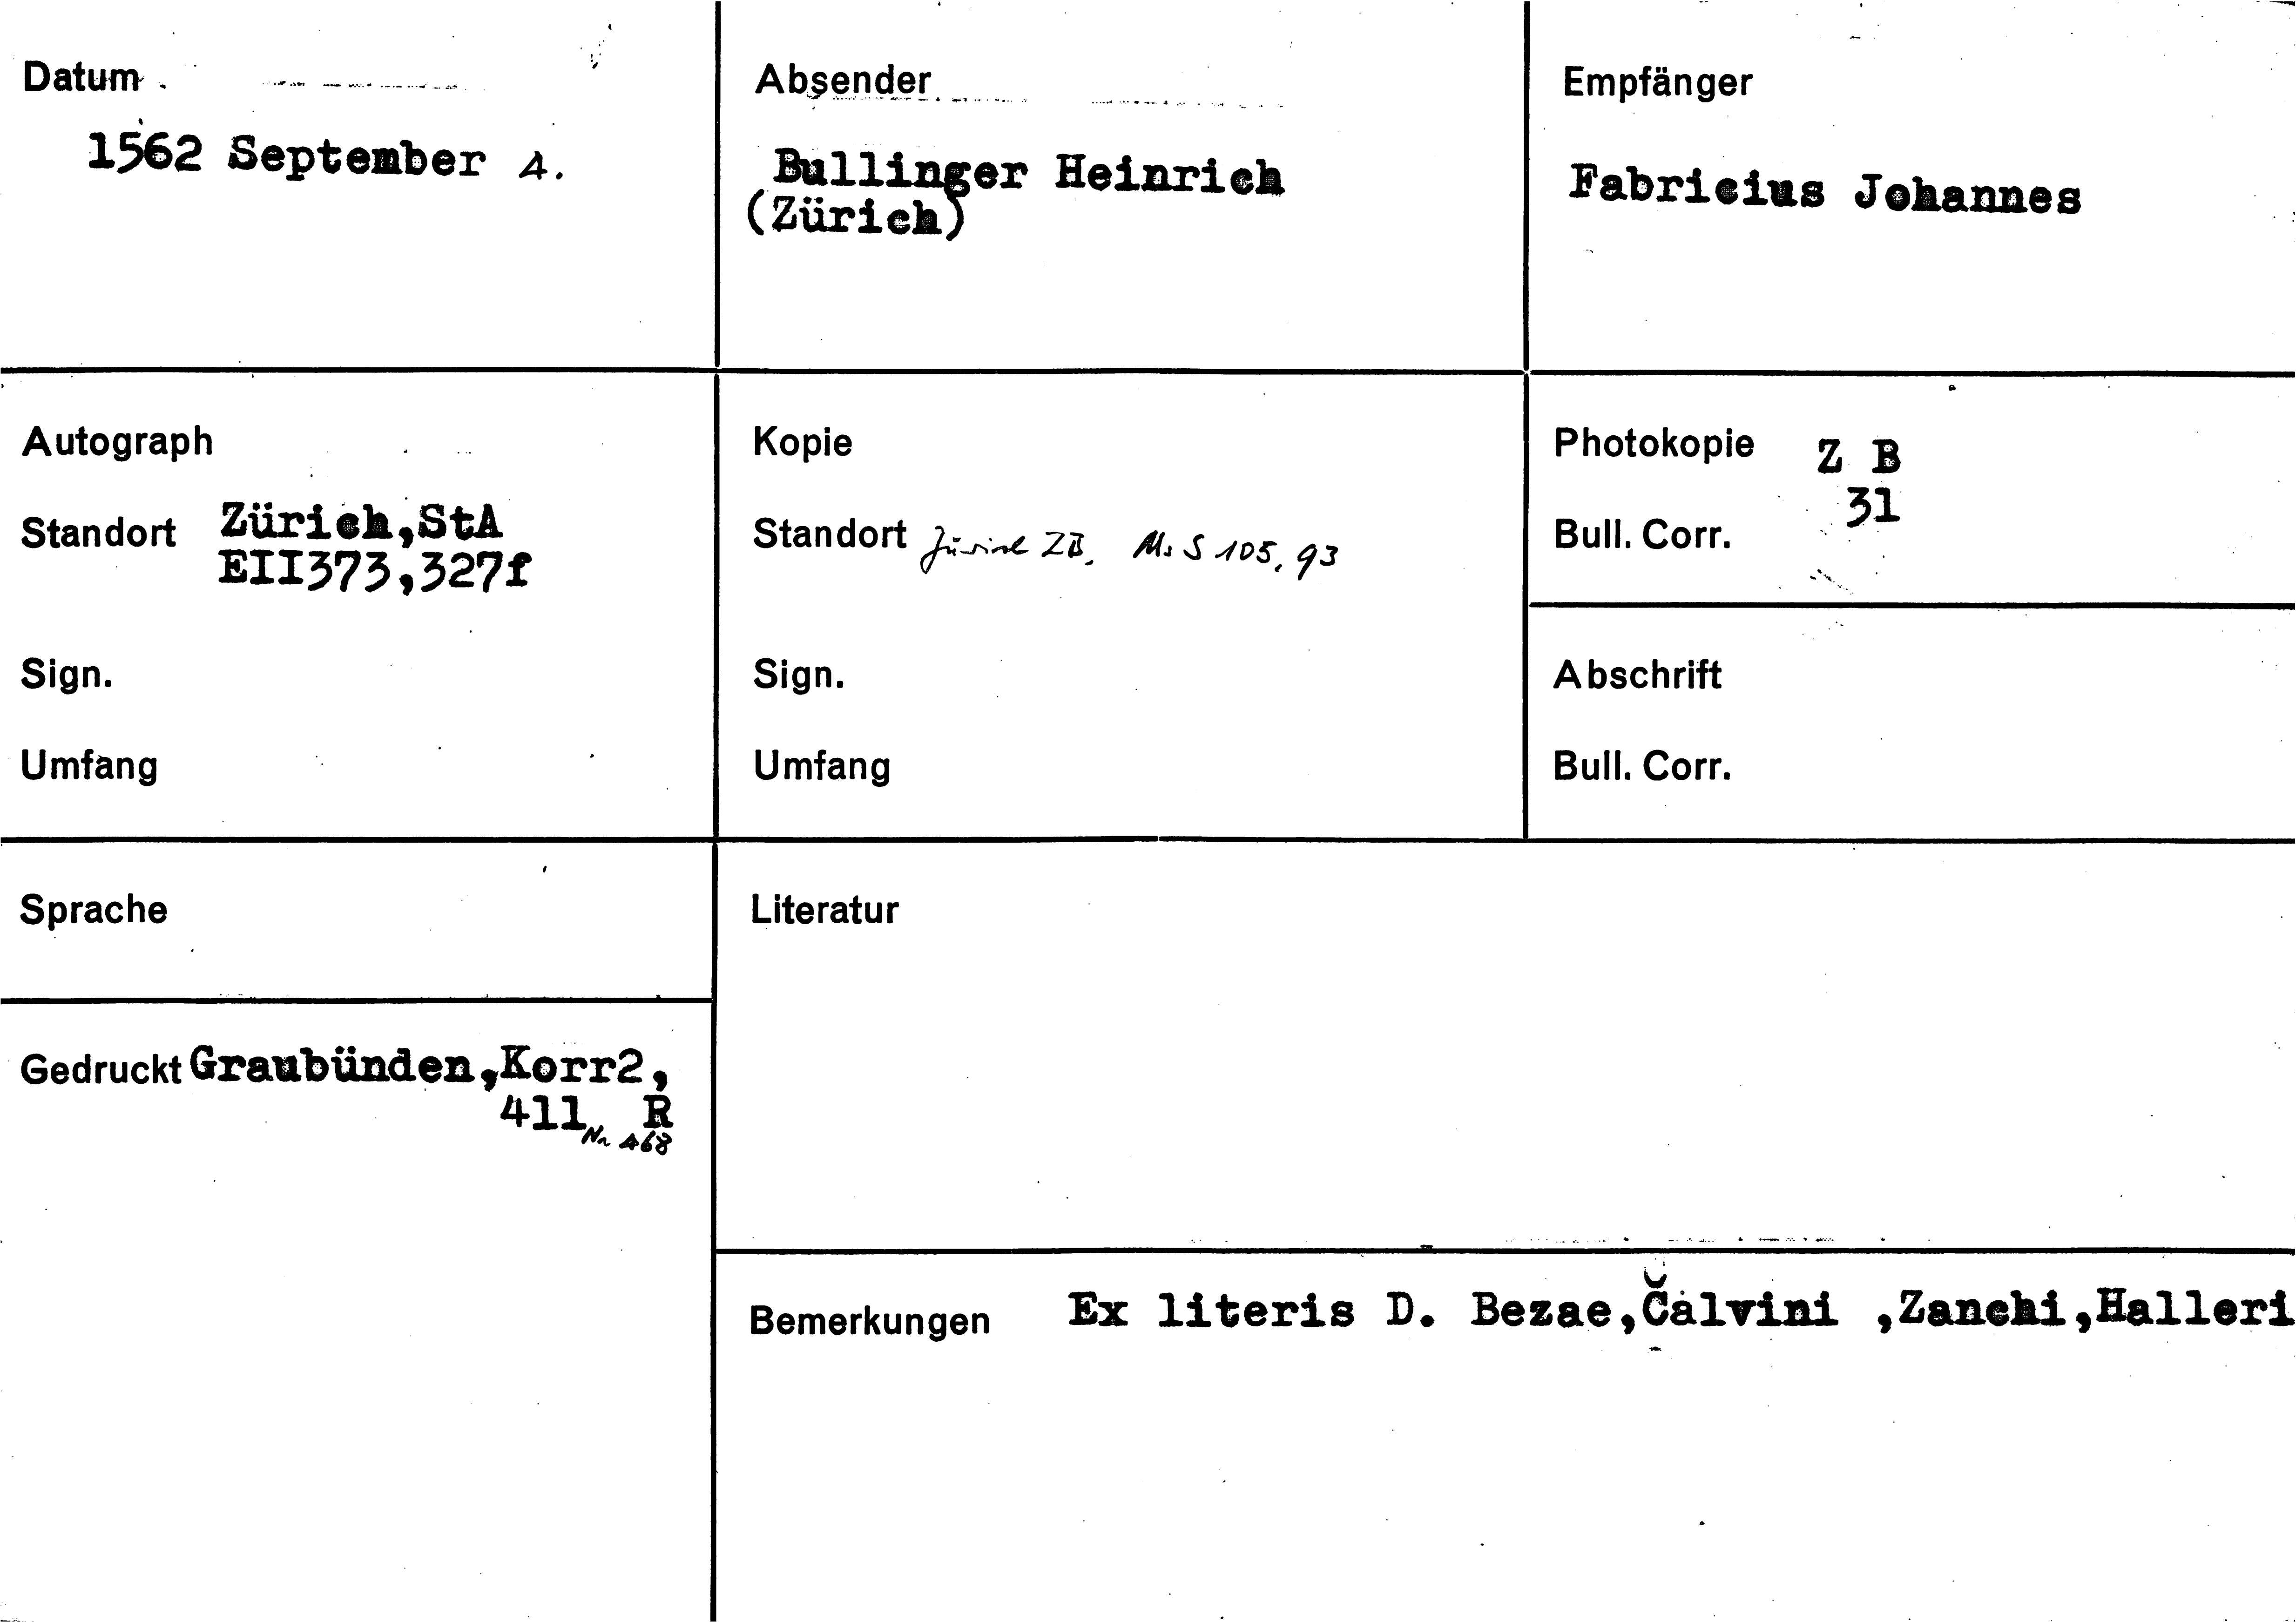 Datum
1562 September 4.
Absender
Bullinger Heinrich
(Zürich)
Empfänger
Fabricius Johannes
Autograph
Standort Zürich,StA
EII373,327f
Sign.
Umfang
Kopie
Standort Zürich ZB, Ms S 105, 93
Sign.
Umfang
Photokopie Z B
31
Bull. Corr.
Abschrift
Bull. Corr.
Sprache
Literatur
Gedruckt Graubünden,Korr2,
411 R
Nr 468
Bemerkungen Ex literis D. Bezae,Calvini ,Zanchi,Halleri